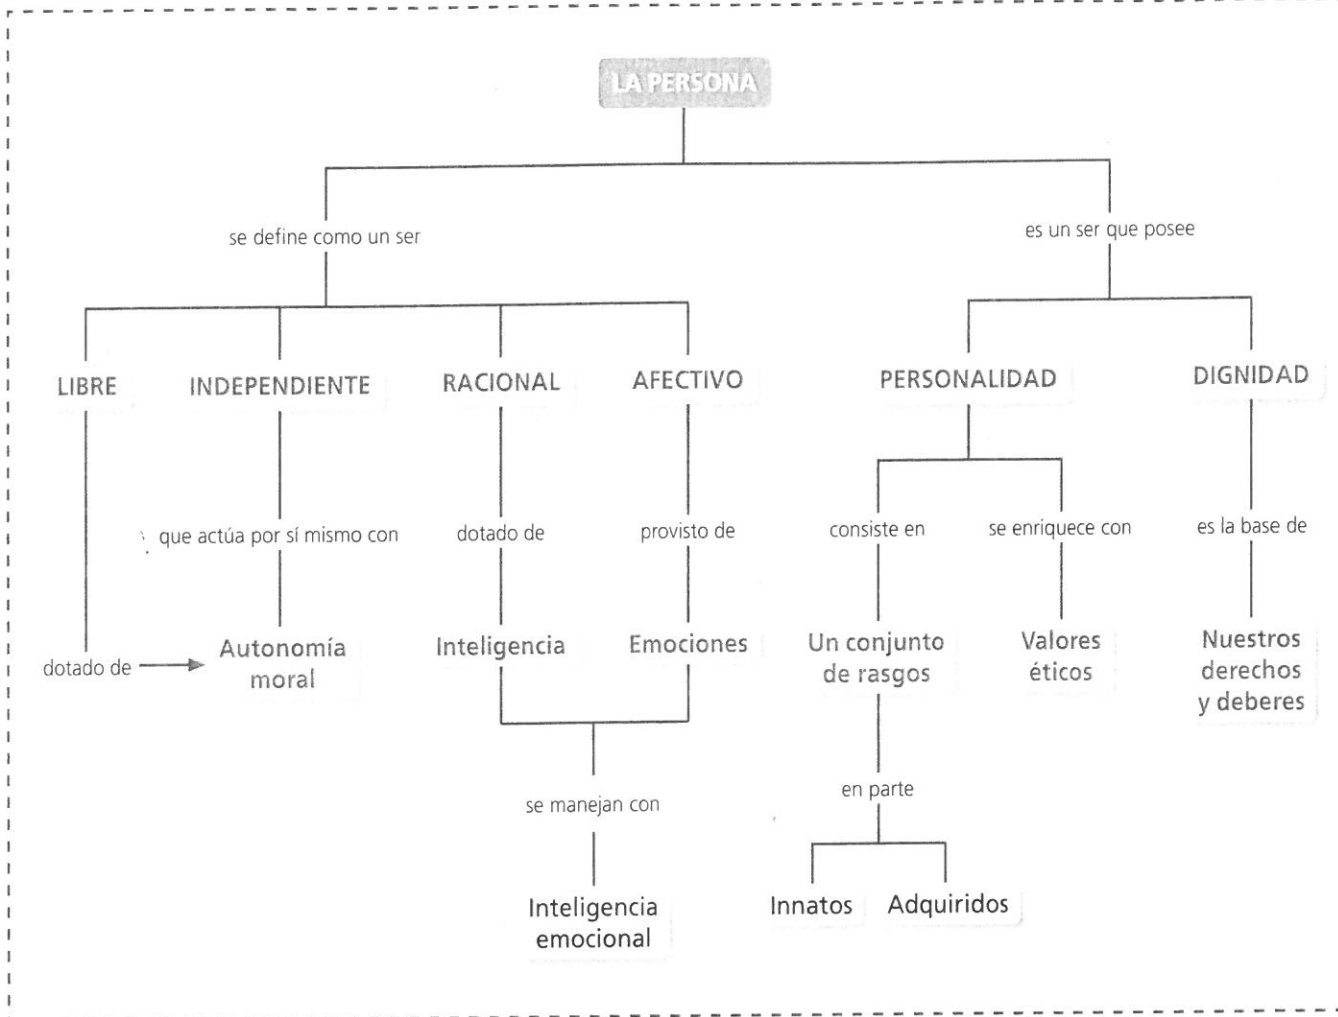 LA PERSONA
se define como un ser
es un ser que posee
LIBRE
INDEPENDIENTE
RACIONAL
AFECTIVO
PERSONALIDAD
DIGNIDAD
que actúa por sí mismo con
dotado de
provisto de
consiste en
se enriquece con
es la base de
dotado de
Autonomía
moral
Inteligencia
Emociones
Un conjunto
de rasgos
Valores
éticos
Nuestros
derechos
y deberes
se manejan con
en parte
Inteligencia
emocional
Innatos
Adquiridos